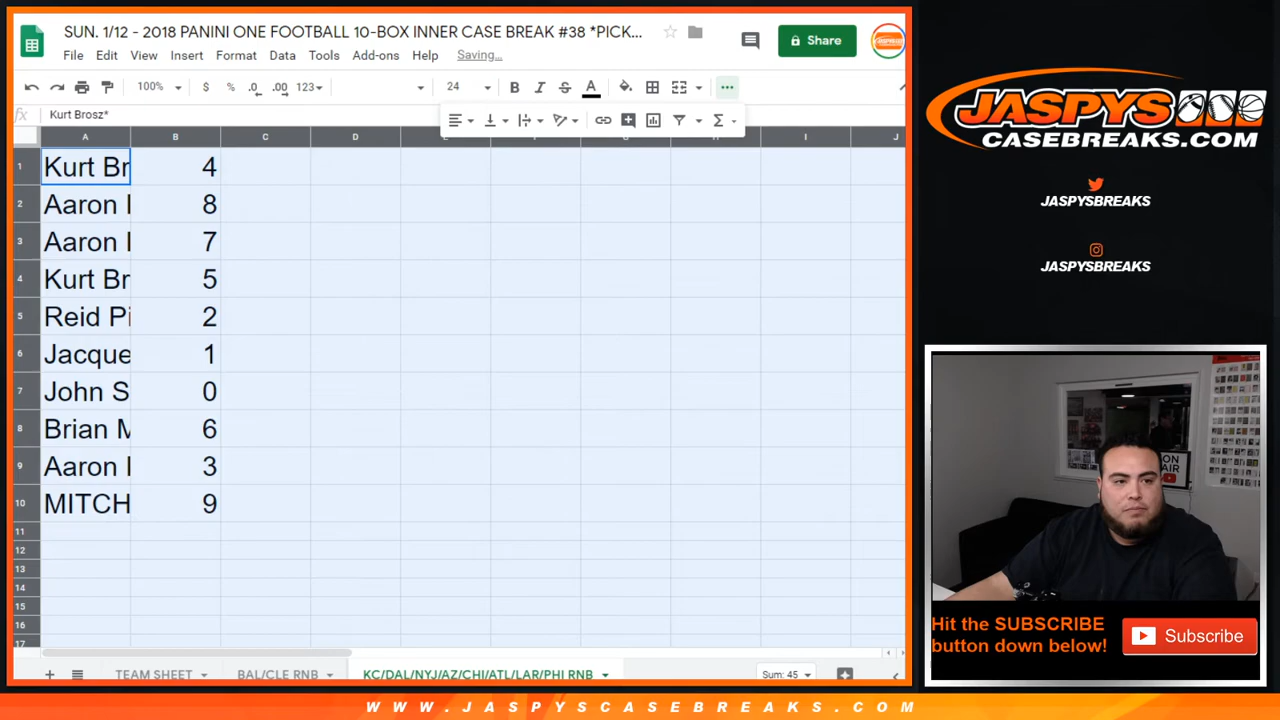 SUN. 1/12 - 2018 PANINI ONE FOOTBALL 10-BOX INNER CASE BREAK #38 *PICK...
File Edit View Insert Format Data Tools Add-ons Help Saving...
Share
100% $ % .0 .00 123 24 B I S A
fx Kurt Brosz*
A B C D I J
1 Kurt Br 4
2 Aaron 8
3 Aaron 7
4 Kurt Br 5
5 Reid Pi 2
6 Jacque 1
7 John S 0
8 Brian M 6
9 Aaron 3
10 MITCH 9
11
12
13
14
15
16
17
TEAM SHEET BAL/CLE RNB KC/DAL/NYJ/AZ/CHI/ATL/LAR/PHI RNB Sum: 45
JASPYS
CASEBREAKS.COM
JASPYSBREAKS
JASPYSBREAKS
ON
AIR
Hit the SUBSCRIBE
button down below!
Subscribe
WWW.JASPYSCASEBREAKS.COM